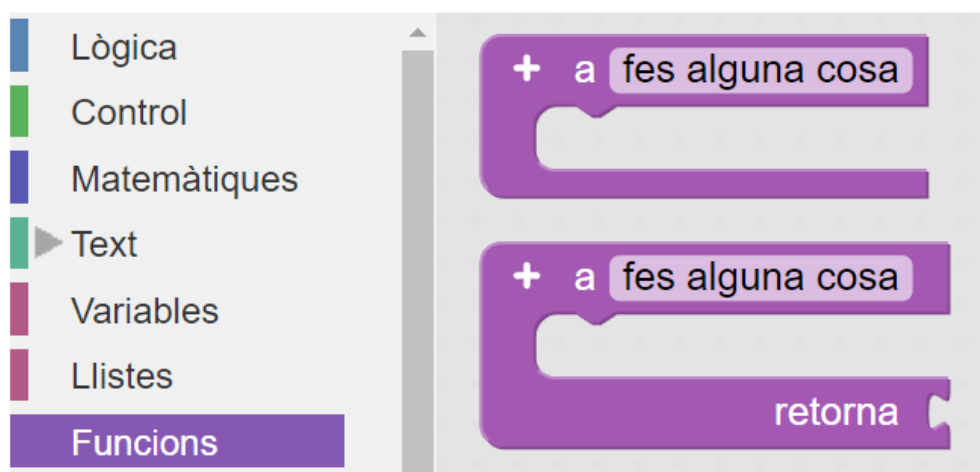 Lògica
Control
Matemàtiques
Text
Variables
Llistes
Funcions
+ a fes alguna cosa
+ a fes alguna cosa
retorna